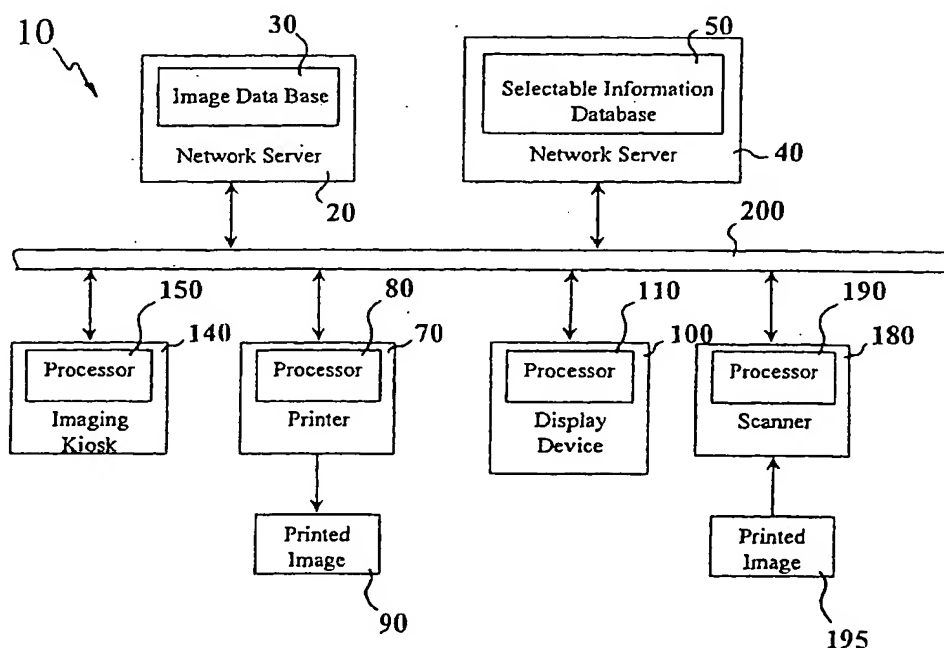 10
30
Image Data Base
Network Server
20
50
Selectable Information
Database
Network Server
40
200
150
140
Processor
Imaging
Kiosk
80
70
Processor
Printer
110
100
Processor
Display
Device
190
180
Processor
Scanner
Printed
Image
90
Printed
Image
195